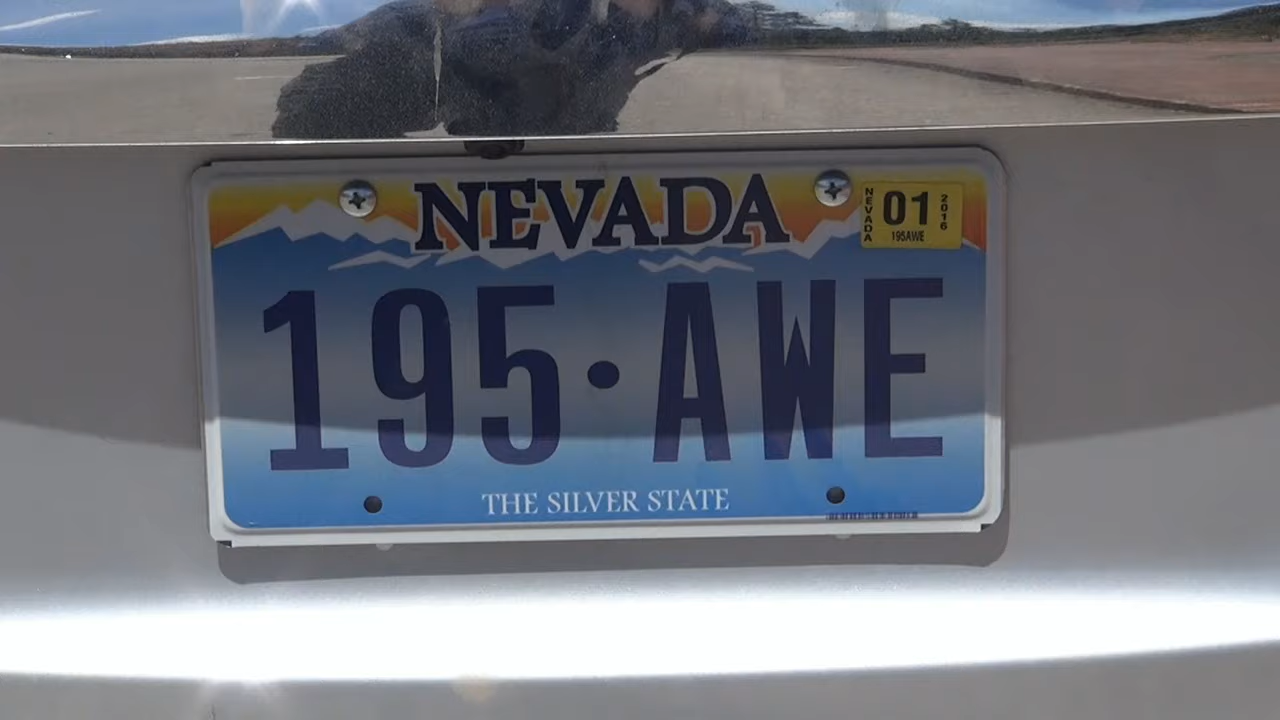 NEVADA
NEVADA 01 2016
195AWE
195·AWE
THE SILVER STATE